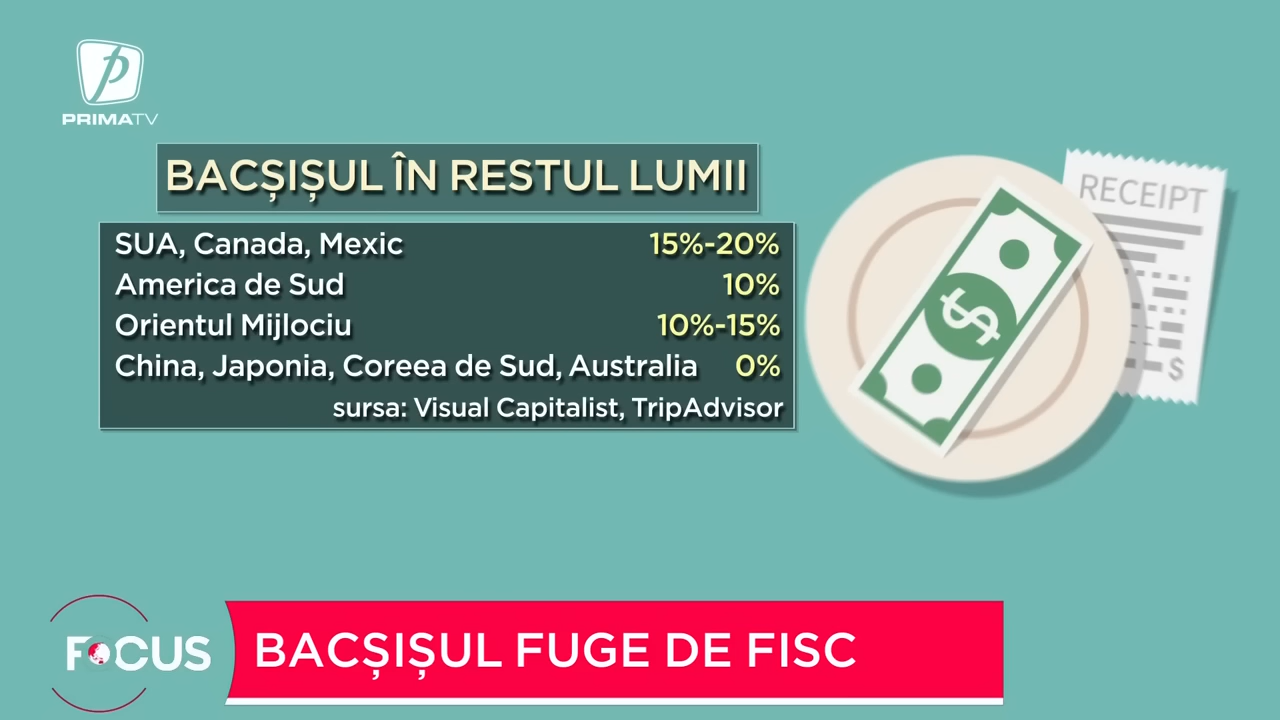 PRIMATV
BACȘIȘUL ÎN RESTUL LUMII
SUA, Canada, Mexic 15%-20%
America de Sud 10%
Orientul Mijlociu 10%-15%
China, Japonia, Coreea de Sud, Australia 0%
sursa: Visual Capitalist, TripAdvisor
RECEIPT
$
$
FOCUS
BACȘIȘUL FUGE DE FISC